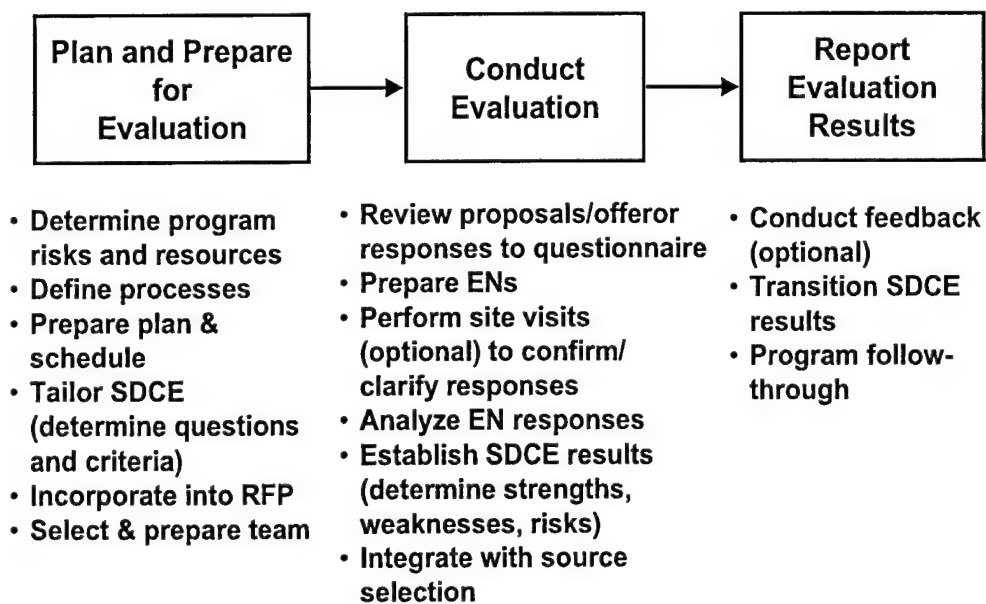 Plan and Prepare
for
Evaluation
Conduct
Evaluation
Report
Evaluation
Results
• Determine program
risks and resources
• Define processes
• Prepare plan &
schedule
• Tailor SDCE
(determine questions
and criteria)
• Incorporate into RFP
• Select & prepare team
• Review proposals/offeror
responses to questionnaire
• Prepare ENs
• Perform site visits
(optional) to confirm/
clarify responses
• Analyze EN responses
• Establish SDCE results
(determine strengths,
weaknesses, risks)
• Integrate with source
selection
• Conduct feedback
(optional)
• Transition SDCE
results
• Program follow-
through